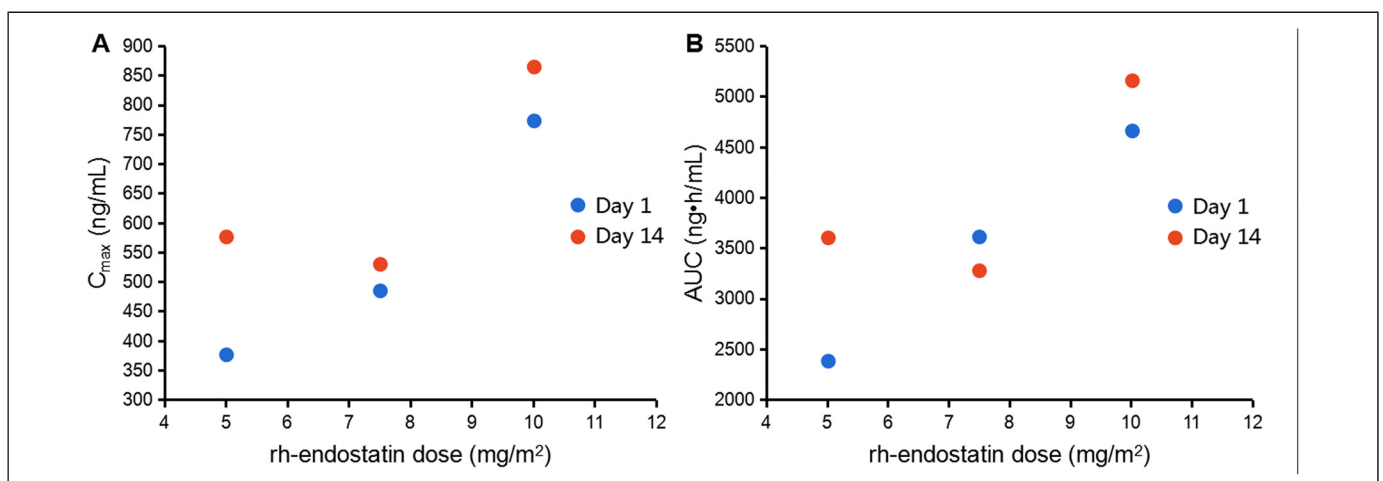 A
900
850
800
750
700
650
600
550
500
450
400
350
300
C_max (ng/mL)
4 5 6 7 8 9 10 11 12
rh-endostatin dose (mg/m²)
Day 1
Day 14
B
5500
5000
4500
4000
3500
3000
2500
2000
AUC (ng•h/mL)
4 5 6 7 8 9 10 11 12
rh-endostatin dose (mg/m²)
Day 1
Day 14